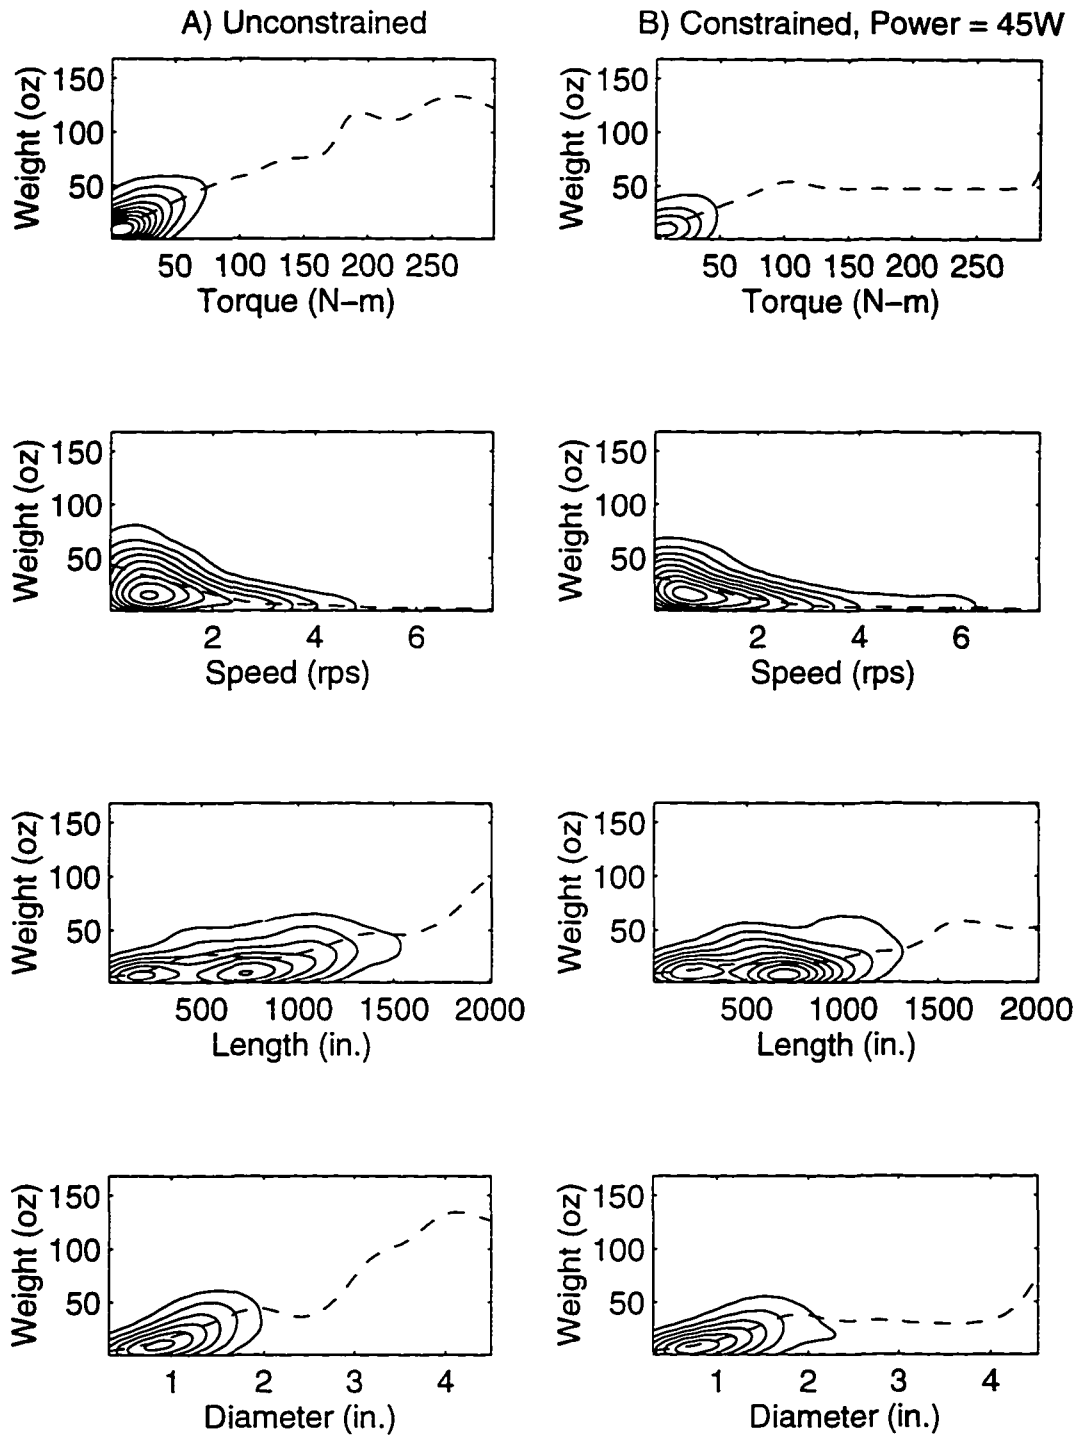 A) Unconstrained
B) Constrained, Power = 45W
Weight (oz)
150
100
50
50 100 150 200 250
Torque (N–m)
Weight (oz)
150
100
50
50 100 150 200 250
Torque (N–m)
Weight (oz)
150
100
50
2 4 6
Speed (rps)
Weight (oz)
150
100
50
2 4 6
Speed (rps)
Weight (oz)
150
100
50
500 1000 1500 2000
Length (in.)
Weight (oz)
150
100
50
500 1000 1500 2000
Length (in.)
Weight (oz)
150
100
50
1 2 3 4
Diameter (in.)
Weight (oz)
150
100
50
1 2 3 4
Diameter (in.)